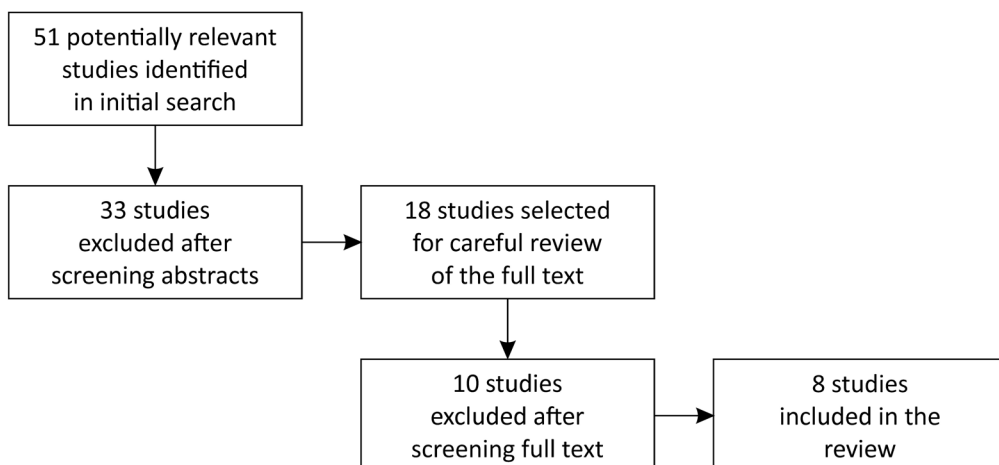 51 potentially relevant
studies identified
in initial search
33 studies
excluded after
screening abstracts
18 studies selected
for careful review
of the full text
10 studies
excluded after
screening full text
8 studies
included in the
review